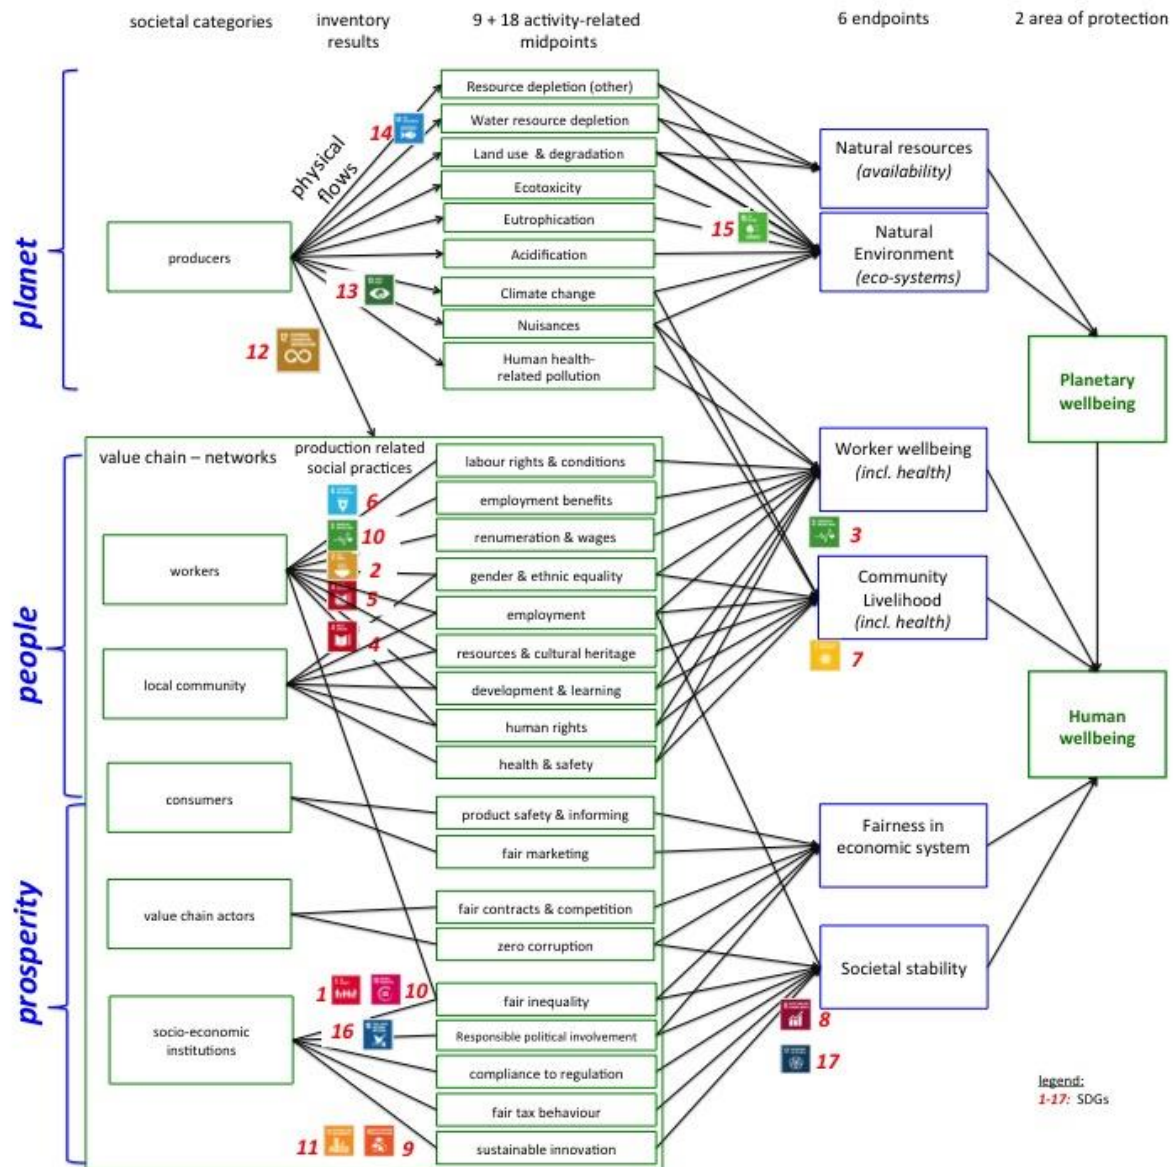 societal categories
inventory
results
9 + 18 activity-related
midpoints
6 endpoints
2 area of protection
planet
physical
flows
producers
14
13
12
15
Resource depletion (other)
Water resource depletion
Land use & degradation
Ecotoxicity
Eutrophication
Acidification
Climate change
Nuisances
Human health-
related pollution
Natural resources
(availability)
Natural
Environment
(eco-systems)
Planetary
wellbeing
people
value chain – networks
production related
social practices
workers
local community
6
10
2
5
4
labour rights & conditions
employment benefits
renumeration & wages
gender & ethnic equality
employment
resources & cultural heritage
development & learning
human rights
health & safety
Worker wellbeing
(incl. health)
3
Community
Livelihood
(incl. health)
7
Human
wellbeing
prosperity
consumers
value chain actors
socio-economic
institutions
1
10
16
11
9
product safety & informing
fair marketing
fair contracts & competition
zero corruption
fair inequality
Responsible political involvement
compliance to regulation
fair tax behaviour
sustainable innovation
Fairness in
economic system
Societal stability
8
17
legend:
1-17: SDGs